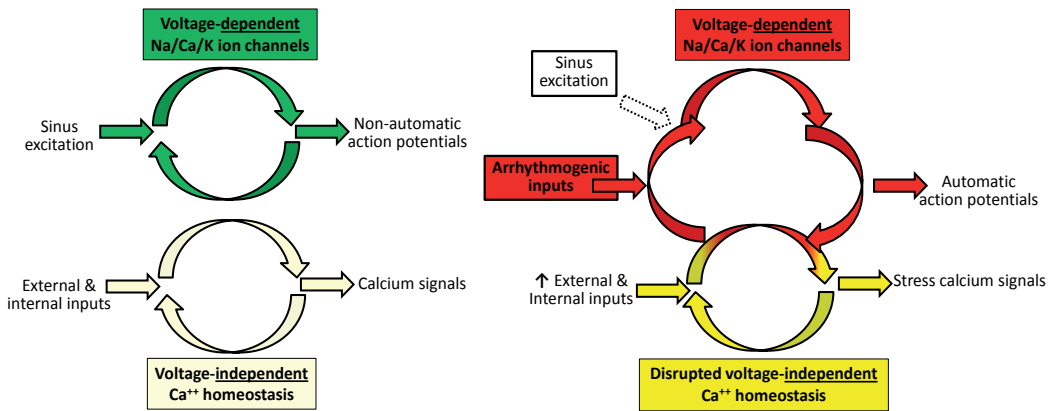 Voltage-dependent
Na/Ca/K ion channels
Sinus
excitation
Non-automatic
action potentials
External &
internal inputs
Calcium signals
Voltage-independent
Ca⁺⁺ homeostasis
Voltage-dependent
Na/Ca/K ion channels
Sinus
excitation
Arrhythmogenic
inputs
Automatic
action potentials
↑ External &
Internal inputs
Stress calcium signals
Disrupted voltage-independent
Ca⁺⁺ homeostasis